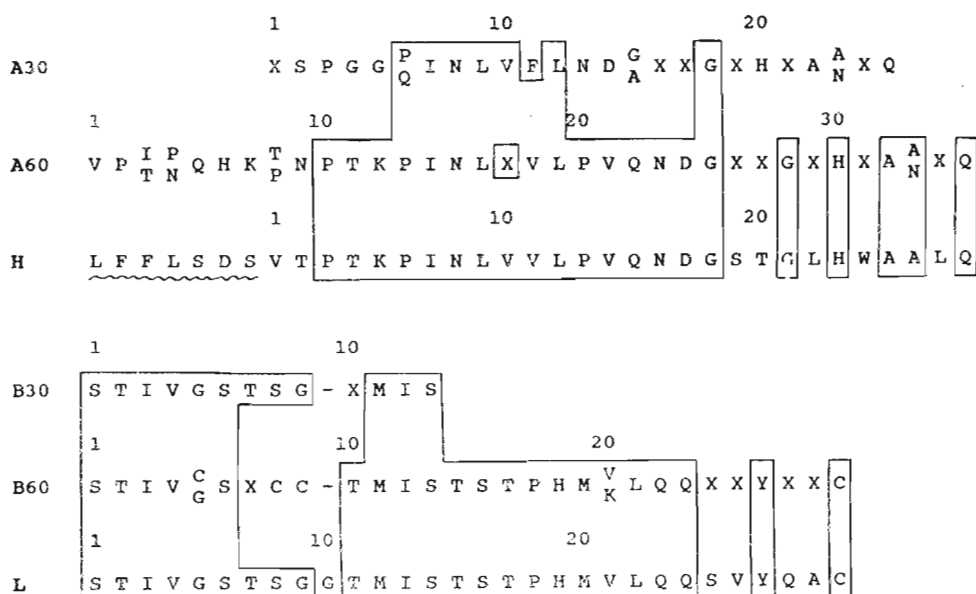 1 10 20
A30 X S P G G P I N L V F L N D G X X G X H X A A X Q
Q A N
1 10 20 30
A60 V P I P Q H K T N P T K P I N L X V L P V Q N D G X X G X H X A A X Q
T N P N
1 10 20
H L F F L S D S V T P T K P I N L V V L P V Q N D G S T G L H W A A L Q
1 10
B30 S T I V G S T S G - X M I S
1 10 20
B60 S T I V C S X C C - T M I S T S T P H M V L Q Q X X Y X X C
G K
1 10 20
L S T I V G S T S G G T M I S T S T P H M V L Q Q S V Y Q A C